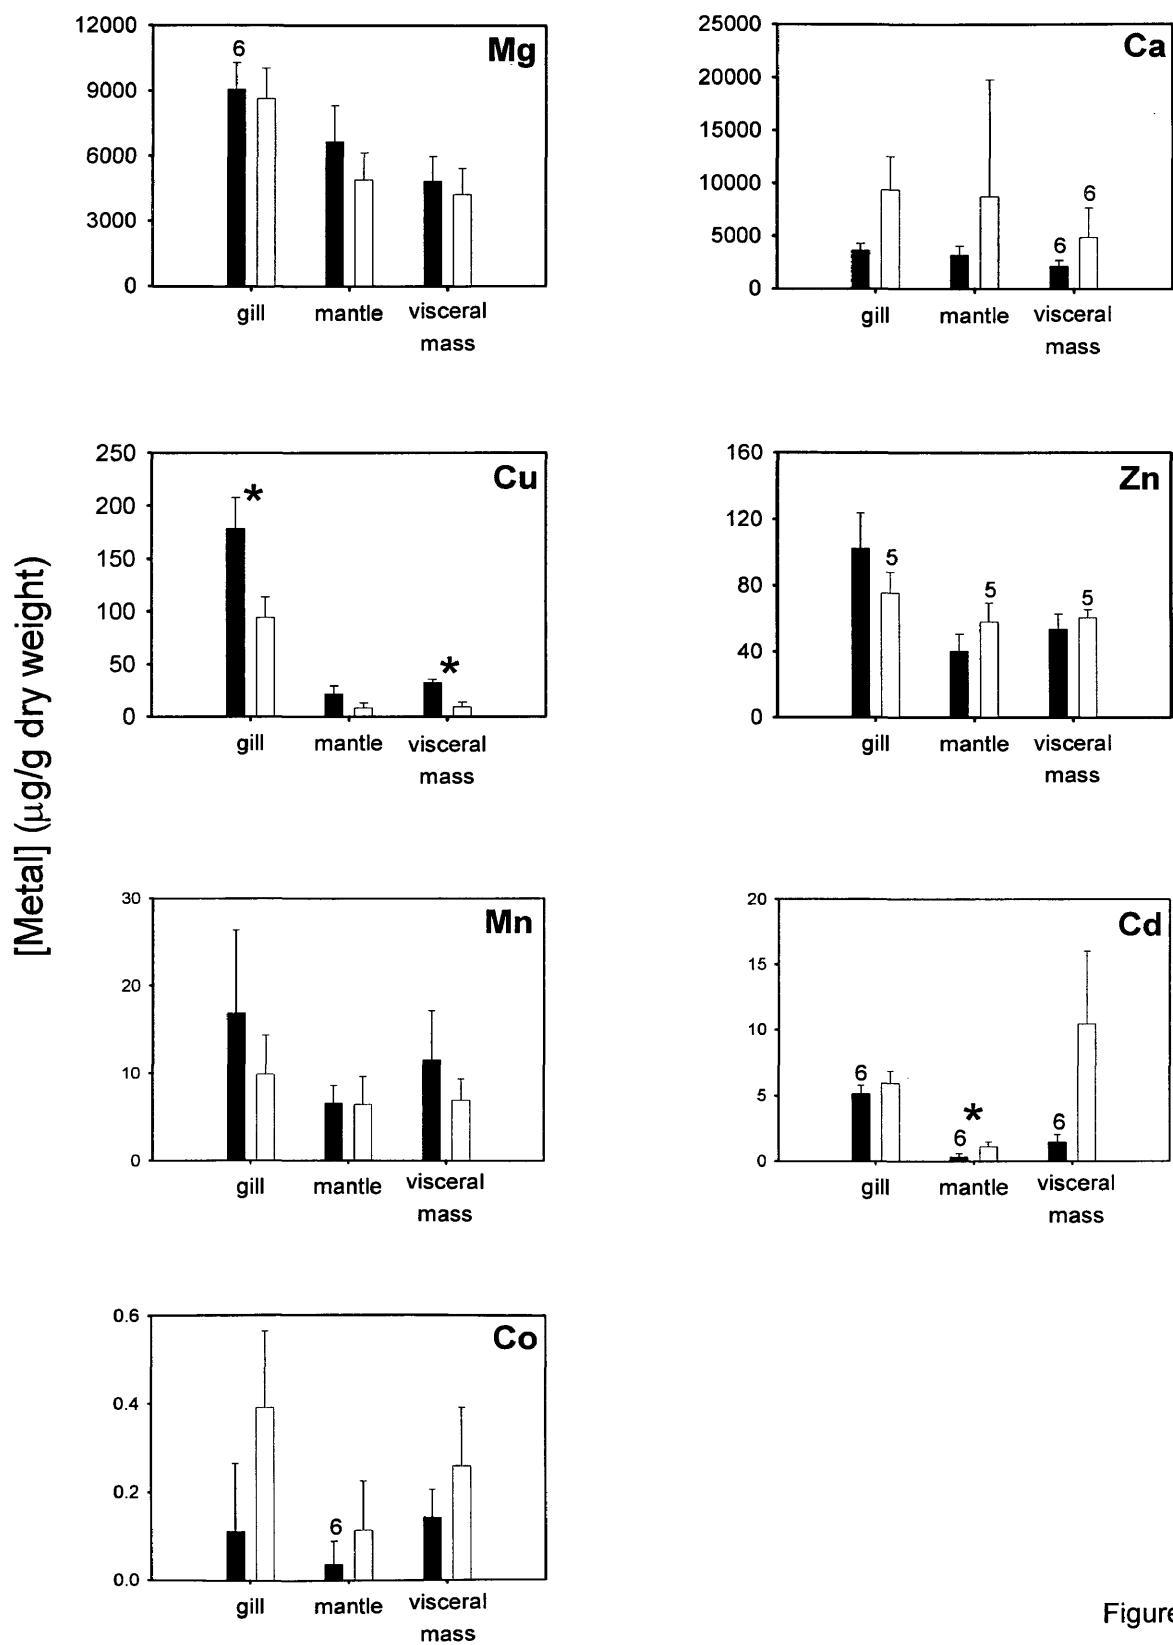 [Metal] (μg/g dry weight)
12000
9000
6000
3000
0
6
Mg
gill mantle visceral
mass
25000
20000
15000
10000
5000
0
6
6
Ca
gill mantle visceral
mass
250
200
150
100
50
0
*
*
Cu
gill mantle visceral
mass
160
120
80
40
0
5
5
5
Zn
gill mantle visceral
mass
30
20
10
0
Mn
gill mantle visceral
mass
20
15
10
5
0
6
6
*
6
Cd
gill mantle visceral
mass
0.6
0.4
0.2
0.0
6
Co
gill mantle visceral
mass
Figure